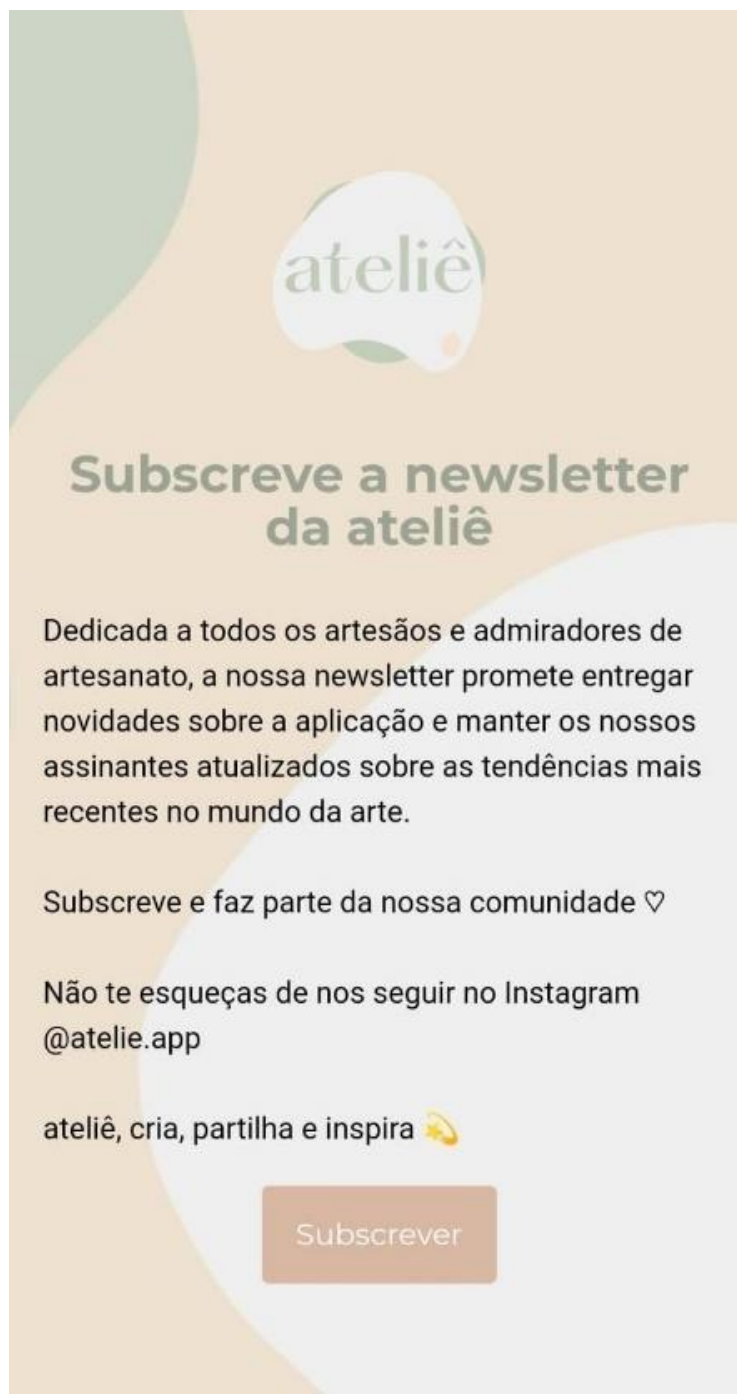 ateliê
Subscreve a newsletter
da ateliê
Dedicada a todos os artesãos e admiradores de
artesanato, a nossa newsletter promete entregar
novidades sobre a aplicação e manter os nossos
assinantes atualizados sobre as tendências mais
recentes no mundo da arte.
Subscreve e faz parte da nossa comunidade ♡
Não te esqueças de nos seguir no Instagram
@atelie.app
ateliê, cria, partilha e inspira 💫
Subscrever